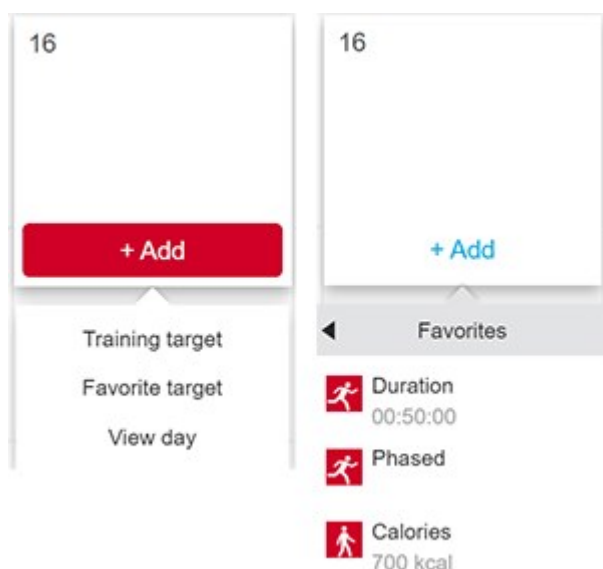 16
+ Add
Training target
Favorite target
View day
16
+ Add
Favorites
Duration
00:50:00
Phased
Calories
700 kcal